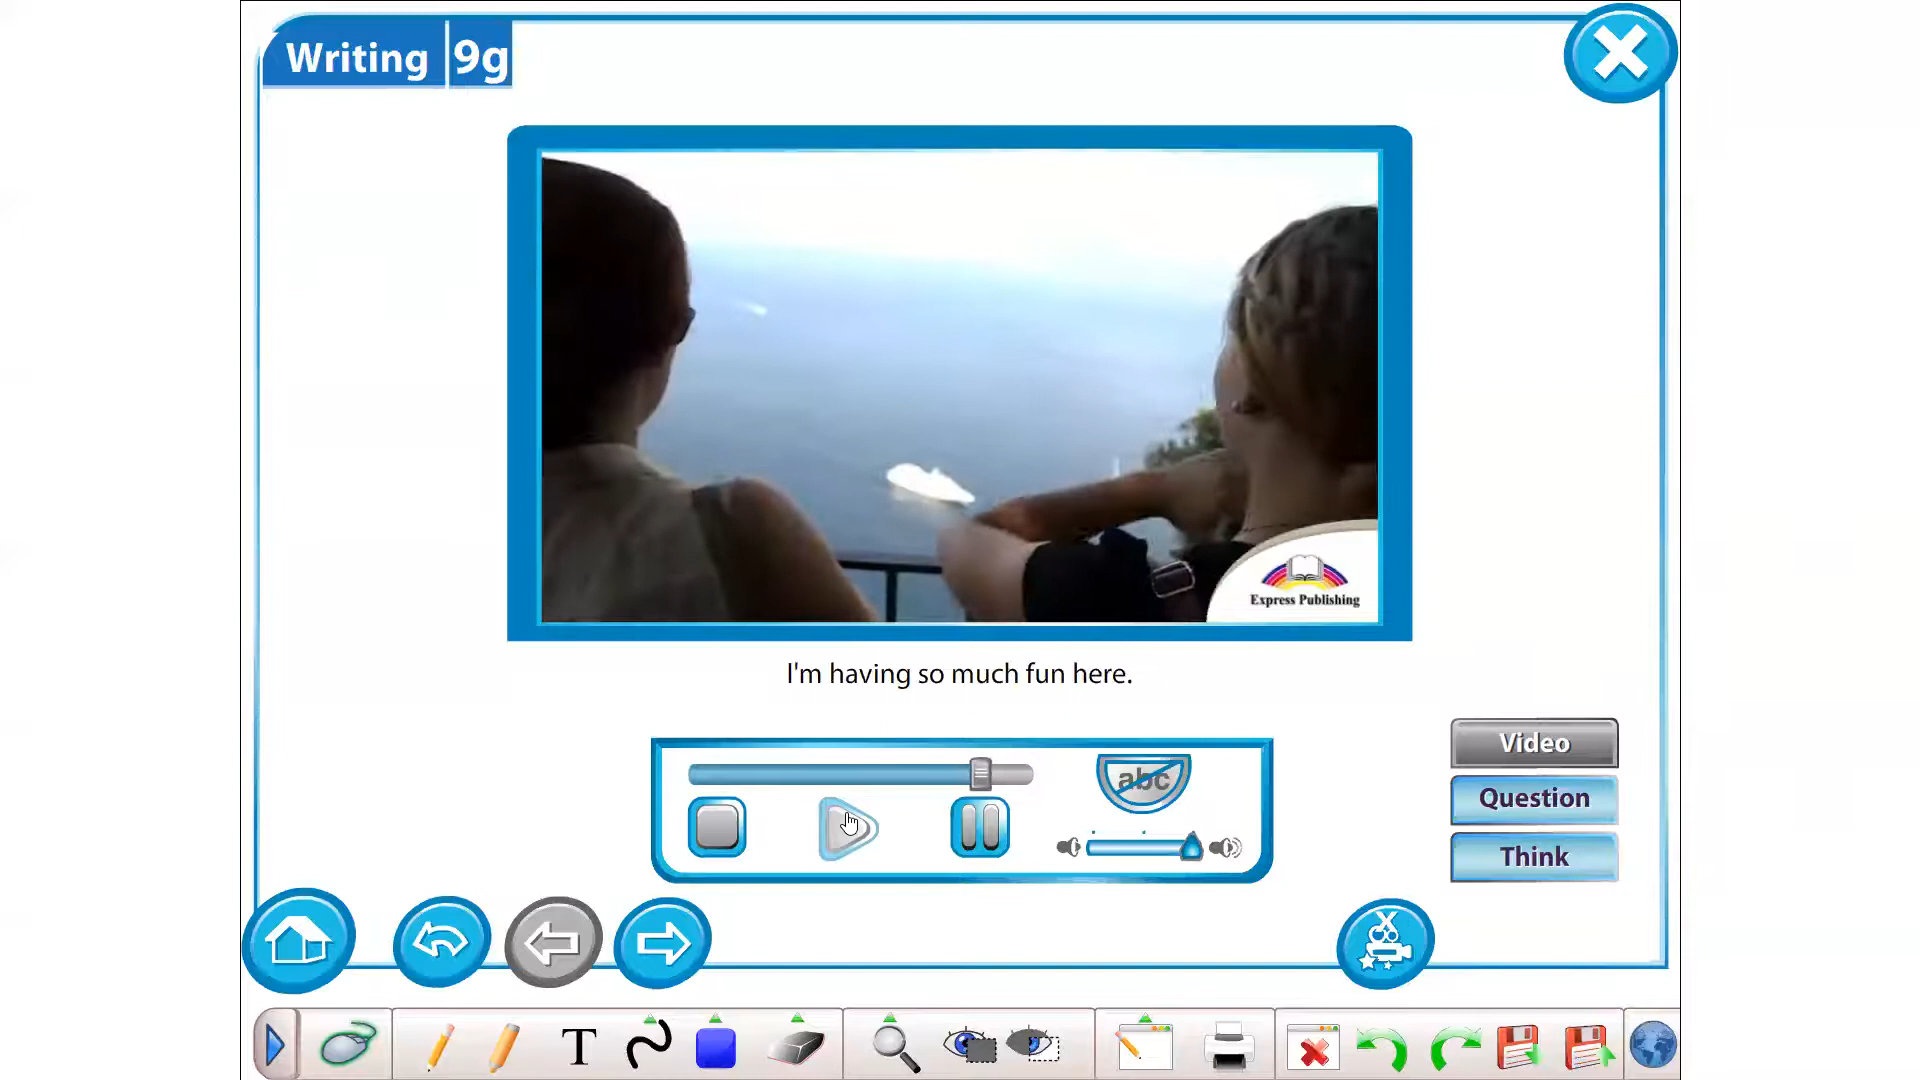 Writing 9g
Express Publishing
I'm having so much fun here.
abc
Video
Question
Think
T